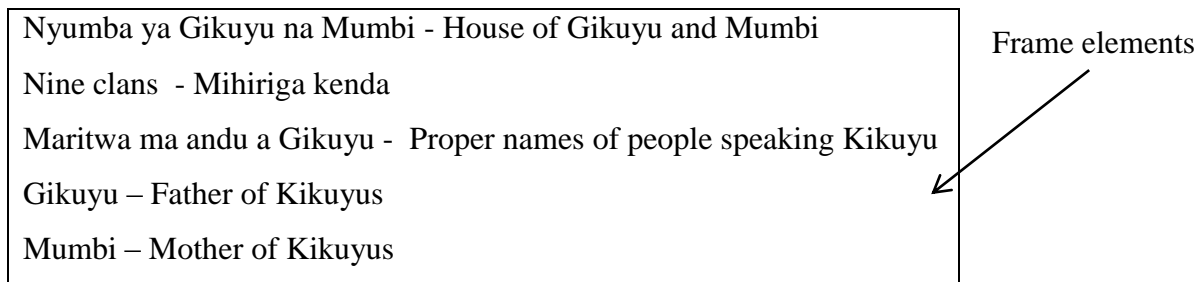 Nyumba ya Gikuyu na Mumbi - House of Gikuyu and Mumbi
Frame elements
Nine clans - Mihiriga kenda
Maritwa ma andu a Gikuyu - Proper names of people speaking Kikuyu
Gikuyu – Father of Kikuyus
Mumbi – Mother of Kikuyus